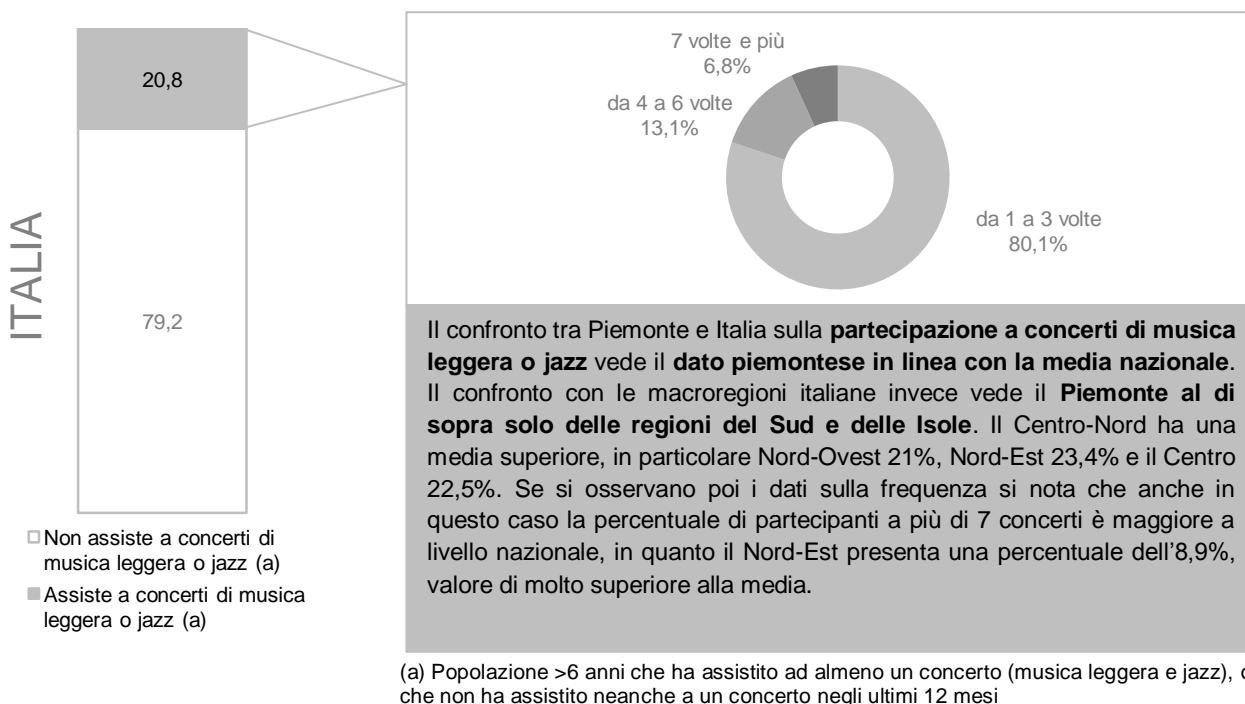 ITALIA
20,8
79,2
Non assiste a concerti di
musica leggera o jazz (a)
Assiste a concerti di musica
leggera o jazz (a)
7 volte e più
6,8%
da 4 a 6 volte
13,1%
da 1 a 3 volte
80,1%
Il confronto tra Piemonte e Italia sulla partecipazione a concerti di musica
leggera o jazz vede il dato piemontese in linea con la media nazionale.
Il confronto con le macroregioni italiane invece vede il Piemonte al di
sopra solo delle regioni del Sud e delle Isole. Il Centro-Nord ha una
media superiore, in particolare Nord-Ovest 21%, Nord-Est 23,4% e il Centro
22,5%. Se si osservano poi i dati sulla frequenza si nota che anche in
questo caso la percentuale di partecipanti a più di 7 concerti è maggiore a
livello nazionale, in quanto il Nord-Est presenta una percentuale dell'8,9%,
valore di molto superiore alla media.
(a) Popolazione >6 anni che ha assistito ad almeno un concerto (musica leggera e jazz),
che non ha assistito neanche a un concerto negli ultimi 12 mesi